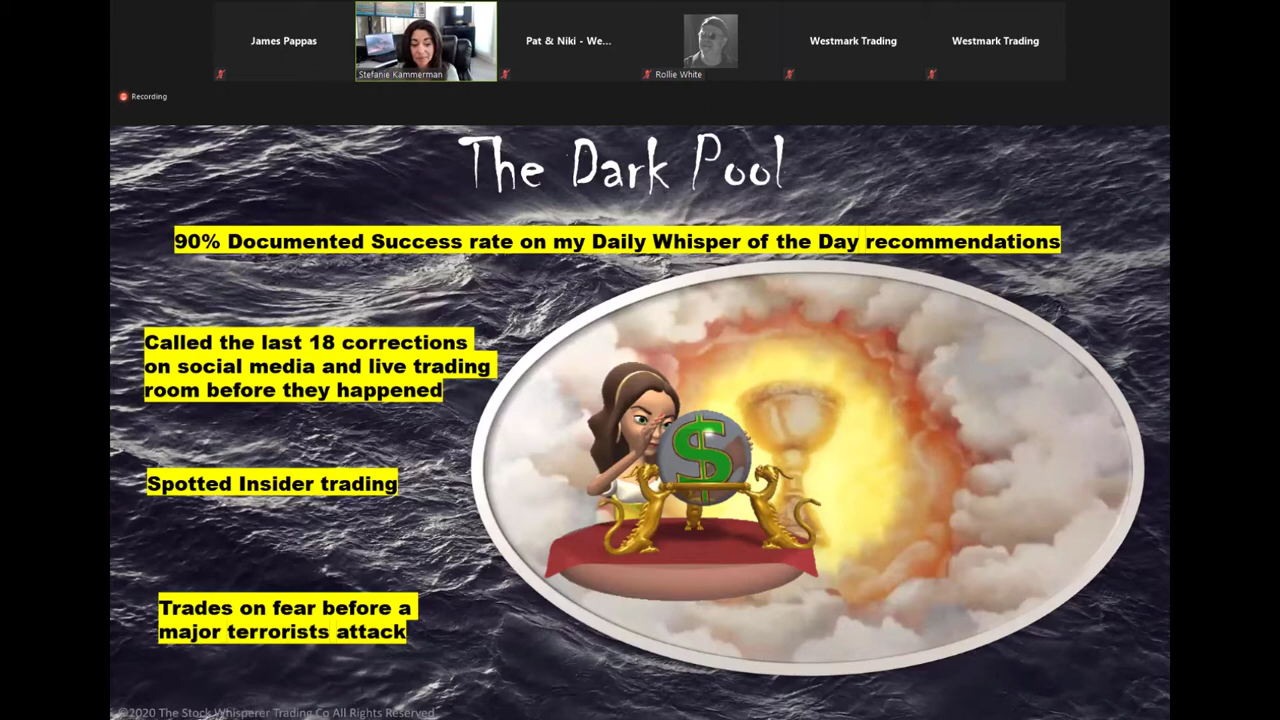 James Pappas
Stefanie Kammerman
Pat & Niki - We...
Rollie White
Westmark Trading
Westmark Trading
Recording
The Dark Pool
90% Documented Success rate on my Daily Whisper of the Day recommendations
Called the last 18 corrections
on social media and live trading
room before they happened
Spotted Insider trading
Trades on fear before a
major terrorists attack
$
©2020 The Stock Whisperer Trading Co All Rights Reserved